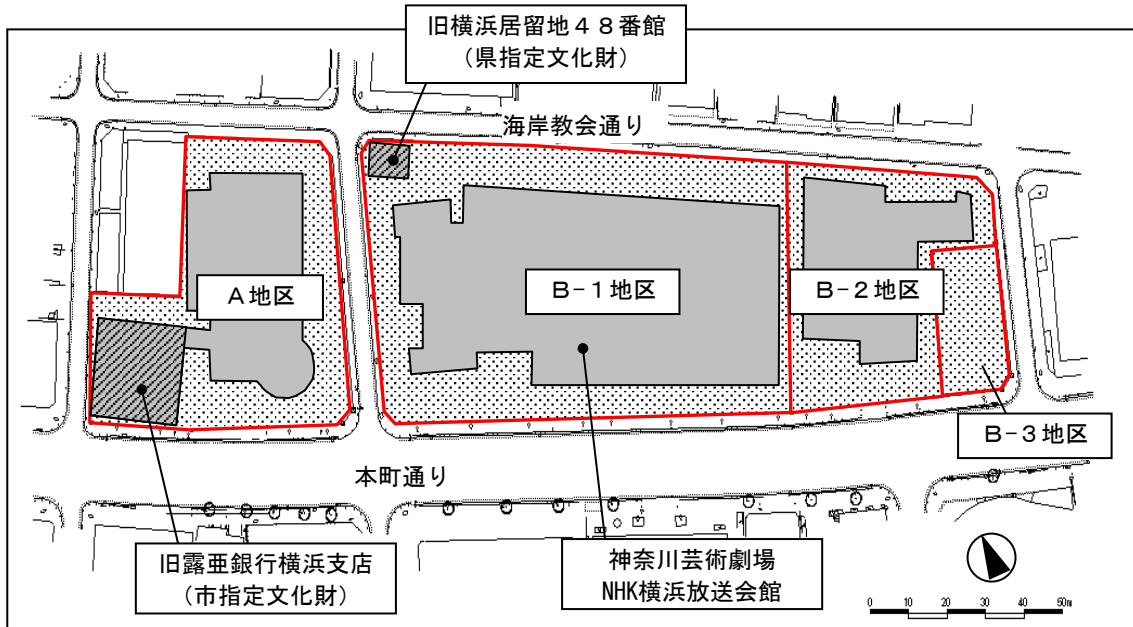 旧横浜居留地４８番館
（県指定文化財）
海岸教会通り
Ａ地区
Ｂ-１地区
Ｂ-２地区
Ｂ-３地区
本町通り
旧露亜銀行横浜支店
（市指定文化財）
神奈川芸術劇場
NHK横浜放送会館
0 10 20 30 40 50m